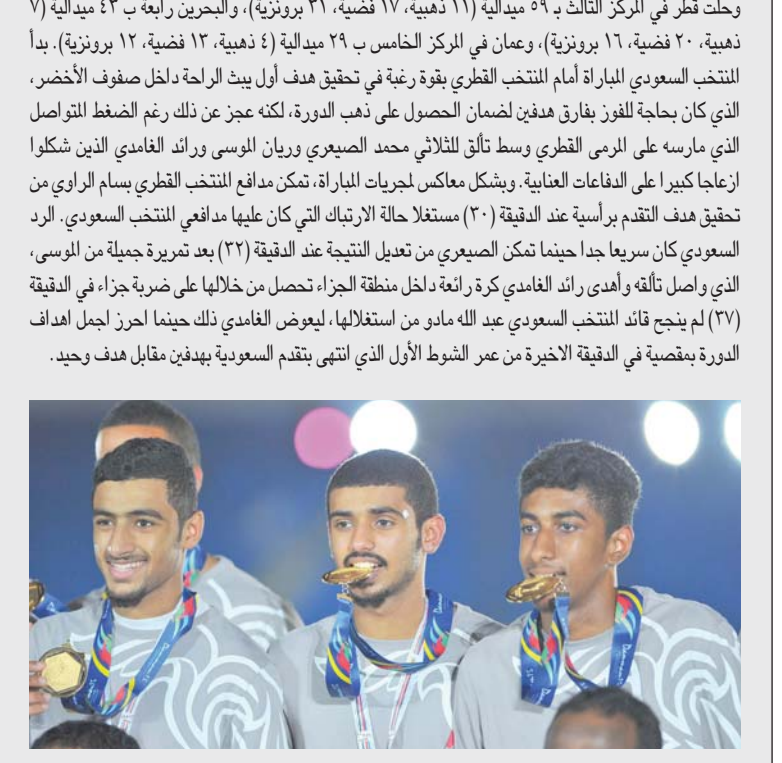 وحلت قطر في المركز الثالث بـ ٥٩ ميدالية (١١ ذهبية، ١٧ فضية، ٣١ برونزية)، والبحرين رابعة ب ٤٣ ميدالية (٧
ذهبية، ٢٠ فضية، ١٦ برونزية)، وعمان في المركز الخامس ب ٢٩ ميدالية (٤ ذهبية، ١٣ فضية، ١٢ برونزية). بدأ
المنتخب السعودي المباراة أمام المنتخب القطري بقوة رغبة في تحقيق هدف أول يبث الراحة داخل صفوف الأخضر،
الذي كان بحاجة للفوز بفارق هدفين لضمان الحصول على ذهب الدورة، لكنه عجز عن ذلك رغم الضغط المتواصل
الذي مارسه على المرمى القطري وسط تألق للثلاثي محمد الصيعري وريان الموسى ورائد الغامدي الذين شكلوا
ازعاجا كبيرا على الدفاعات العنابية. وبشكل معاكس لمجريات المباراة، تمكن مدافع المنتخب القطري بسام الراوي من
تحقيق هدف التقدم برأسية عند الدقيقة (٣٠) مستغلا حالة الارتباك التي كان عليها مدافعي المنتخب السعودي. الرد
السعودي كان سريعا جدا حينما تمكن الصيعري من تعديل النتيجة عند الدقيقة (٣٢) بعد تمريرة جميلة من الموسى،
الذي واصل تألقه وأهدى رائد الغامدي كرة رائعة داخل منطقة الجزاء تحصل من خلالها على ضربة جزاء في الدقيقة
(٣٧) لم ينجح قائد المنتخب السعودي عبد الله مادو من استغلالها، ليعوض الغامدي ذلك حينما احرز اجمل اهداف
الدورة بمقصية في الدقيقة الاخيرة من عمر الشوط الأول الذي انتهى بتقدم السعودية بهدفين مقابل هدف وحيد.